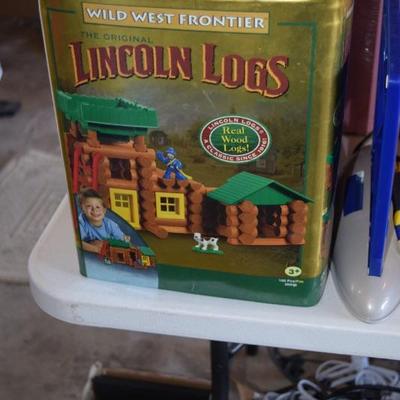 WILD WEST FRONTIER
THE ORIGINAL
LINCOLN LOGS
LINCOLN LOGS
Real
Wood
Logs!
A CLASSIC SINCE 1916!
3+